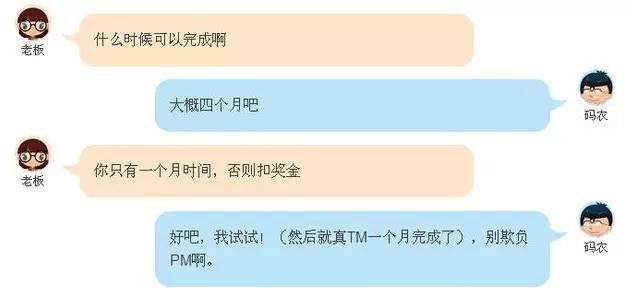 什么时候可以完成啊
老板
大概四个月吧
码农
你只有一个月时间，否则扣奖金
老板
好吧，我试试！（然后就真TM一个月完成了），别欺负
PM啊。
码农